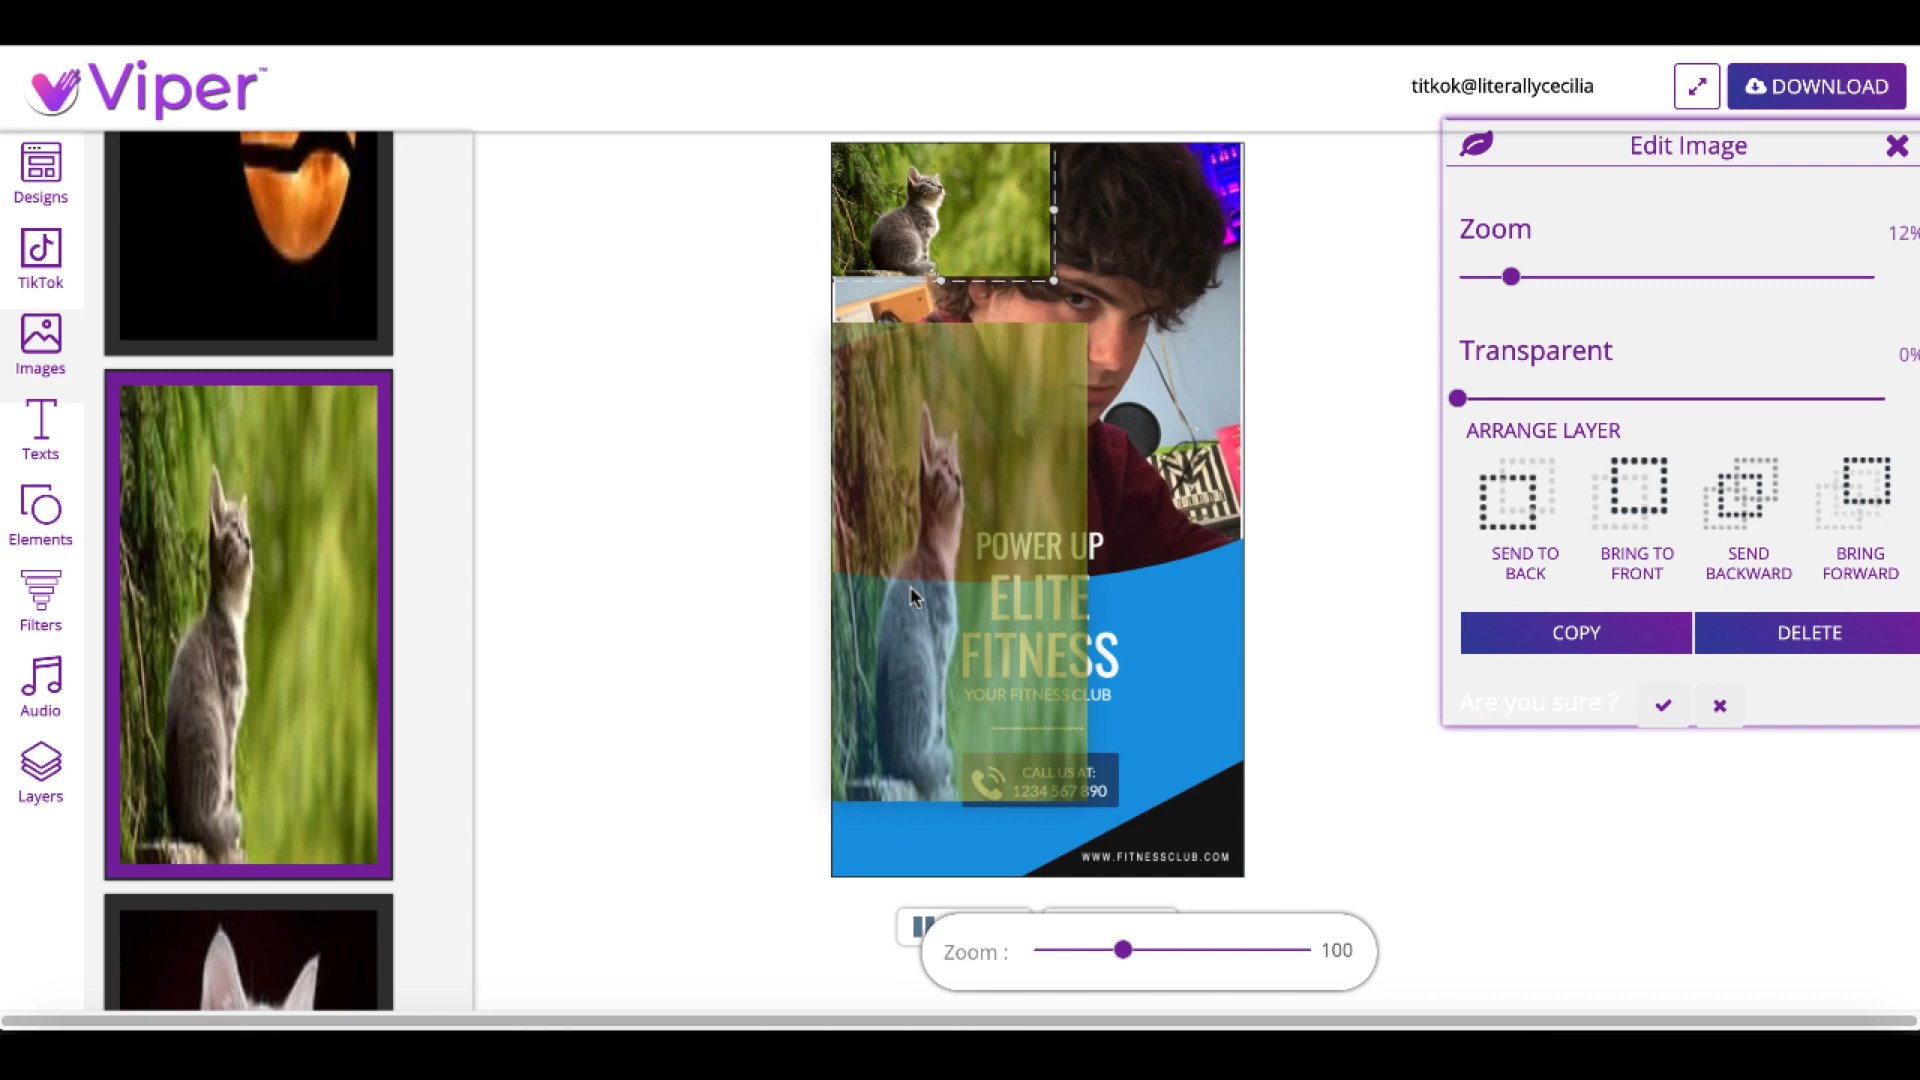 Viper™
titkok@literallycecilia
DOWNLOAD
Designs
TikTok
Images
Texts
Elements
Filters
Audio
Layers
POWER UP
ELITE
FITNESS
YOUR FITNESS CLUB
CALL US AT:
1234 567 890
WWW.FITNESSCLUB.COM
Zoom :
100
Edit Image
Zoom
12%
Transparent
0%
ARRANGE LAYER
SEND TO
BACK
BRING TO
FRONT
SEND
BACKWARD
BRING
FORWARD
COPY
DELETE
Are you sure ?